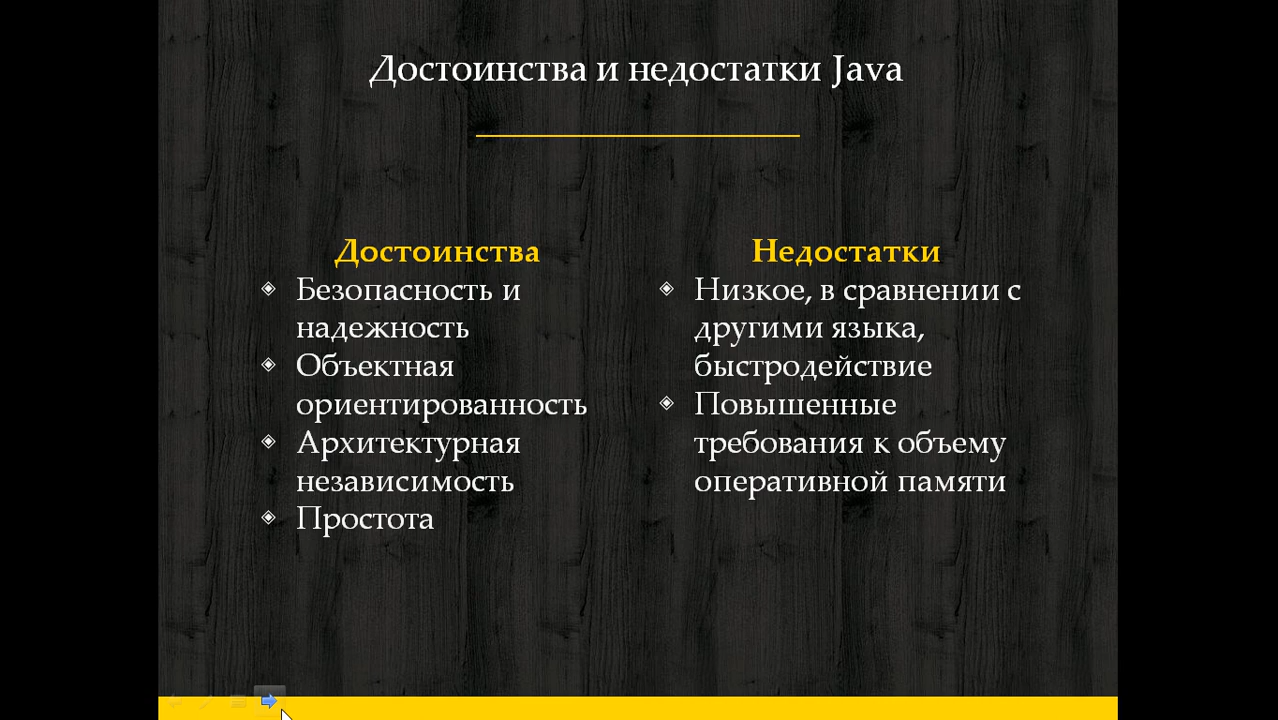 Достоинства и недостатки Java
Достоинства
Безопасность и
надежность
Объектная
ориентированность
Архитектурная
независимость
Простота
Недостатки
Низкое, в сравнении с
другими языка,
быстродействие
Повышенные
требования к объему
оперативной памяти